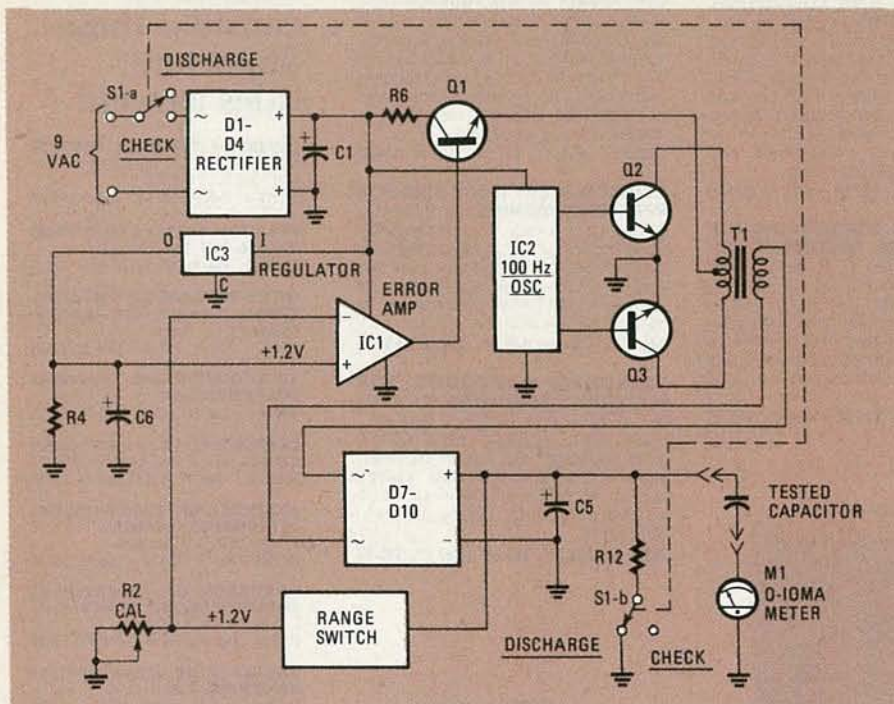 DISCHARGE
S1-a
9
VAC
CHECK
D1-
D4
RECTIFIER
+
+
+
C1
R6
Q1
Q2
IC2
100 Hz
OSC
T1
Q3
O
IC3
I
REGULATOR
C
ERROR
AMP
−
IC1
+
+1.2V
R4
+
C6
D7-
D10
+
−
+
C5
R12
TESTED
CAPACITOR
S1-b
M1
0-IOMA
METER
R2
CAL
+1.2V
RANGE
SWITCH
DISCHARGE
CHECK